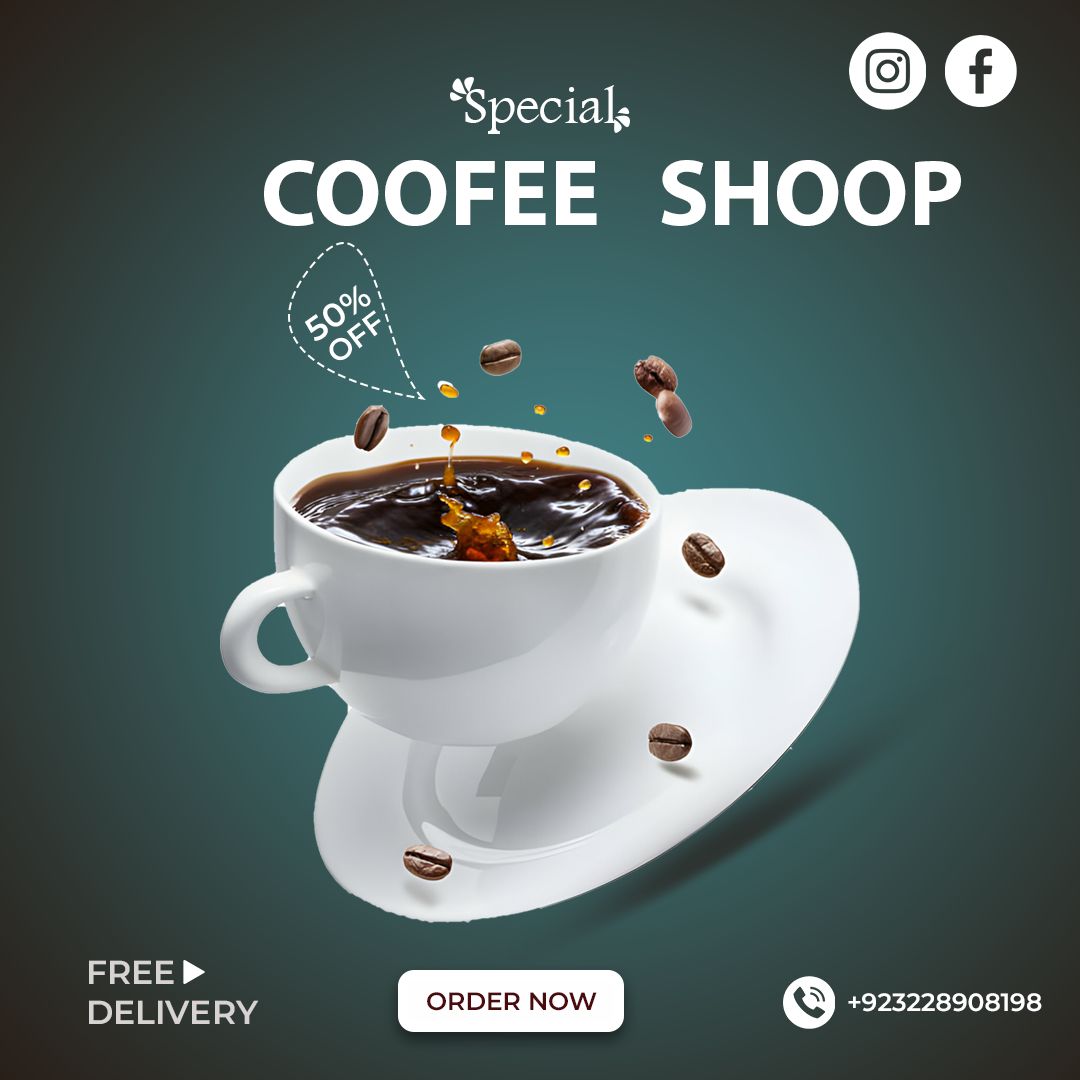 Special
COOFEE SHOOP
50%
OFF
FREE
DELIVERY
ORDER NOW
+923228908198